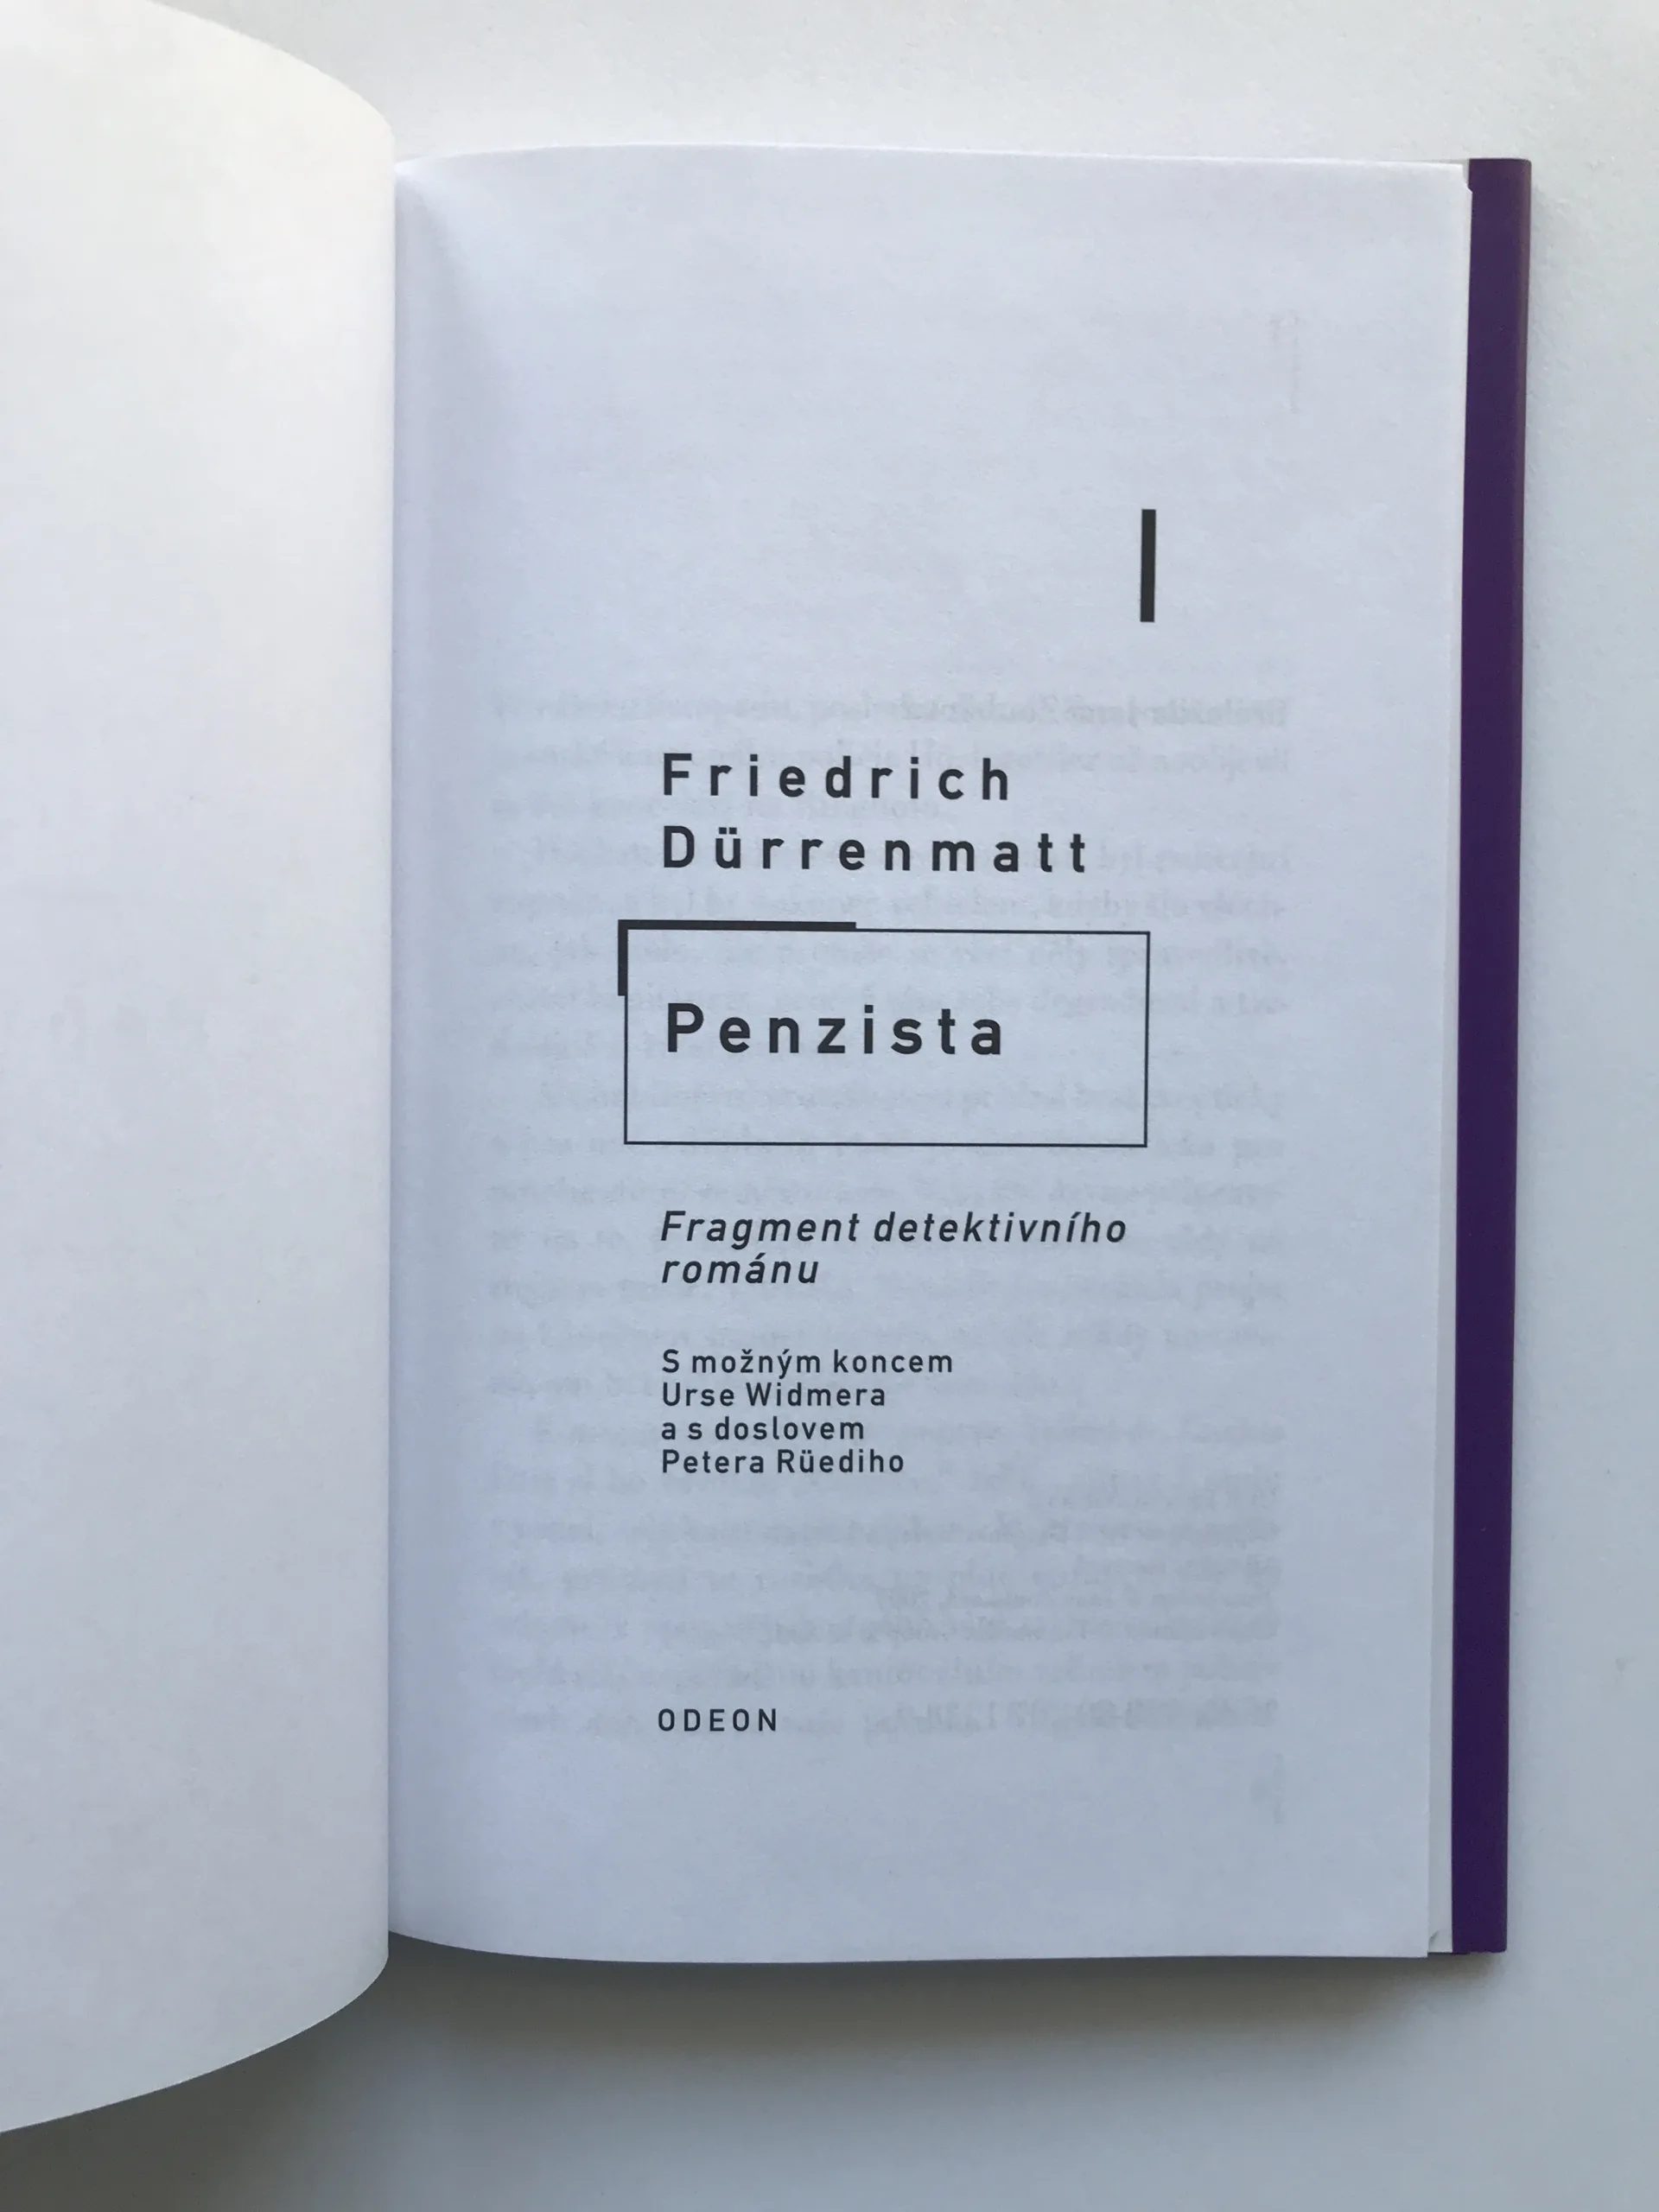 Friedrich
Dürrenmatt
Penzista
Fragment detektivního
románu
S možným koncem
Urse Widmera
a s doslovem
Petera Rüediho
ODEON